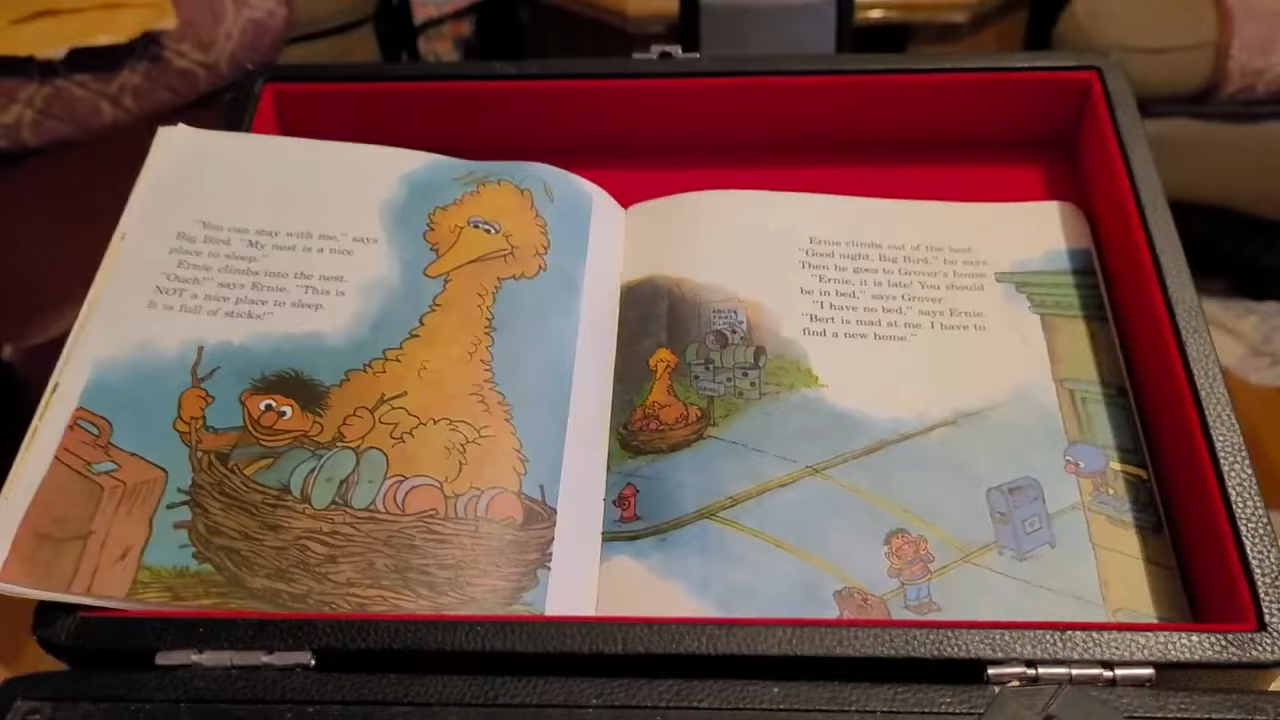 "You can stay with me," says
Big Bird. "My nest is a nice
place to sleep."
Ernie climbs into the nest.
"Ouch!" says Ernie. "This is
NOT a nice place to sleep.
It is full of sticks!"
Ernie climbs out of the nest.
"Good night, Big Bird," he says.
Then he goes to Grover's house.
"Ernie, it is late! You should
be in bed," says Grover.
"I have no bed," says Ernie.
"Bert is mad at me. I have to
find a new home."
ABCDE